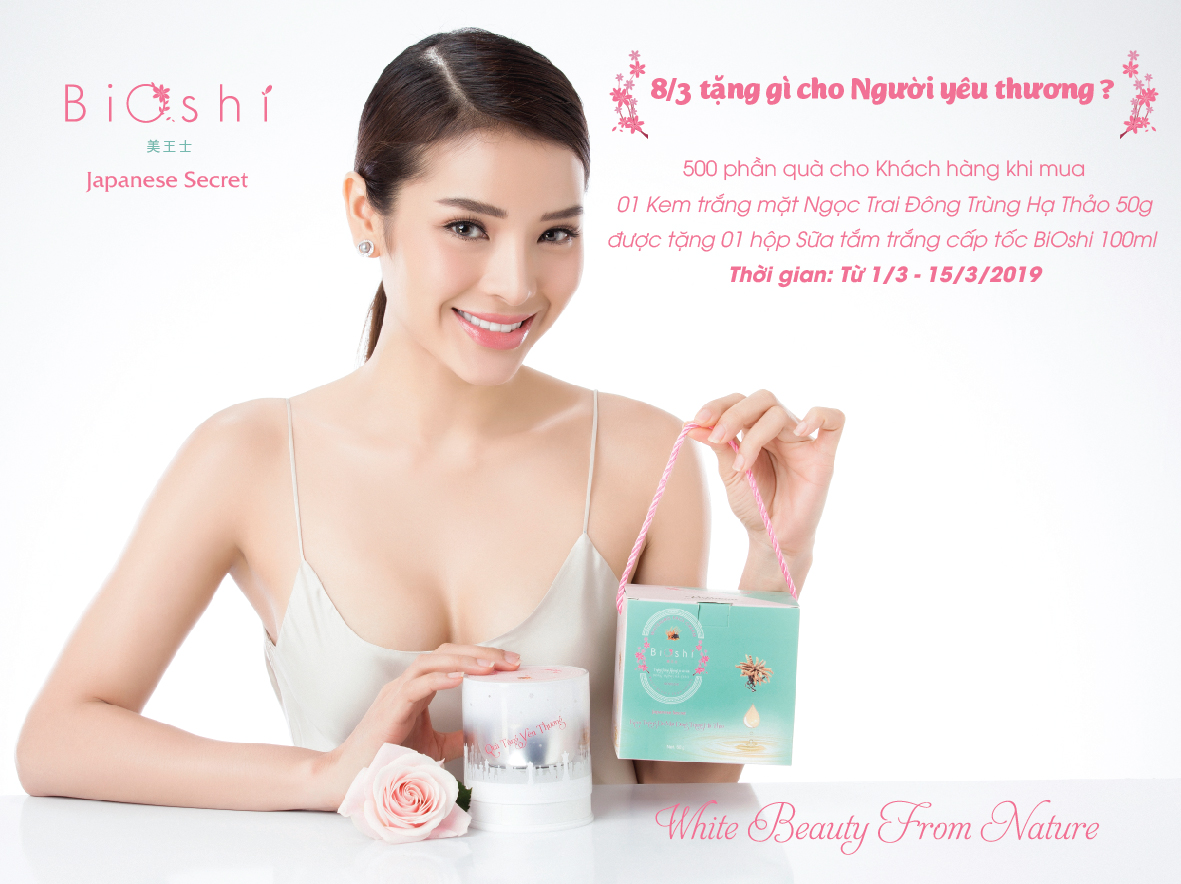 BiOshi
美王士
Japanese Secret
8/3 tặng gì cho Người yêu thương ?
500 phần quà cho Khách hàng khi mua
01 Kem trắng mặt Ngọc Trai Đông Trùng Hạ Thảo 50g
được tặng 01 hộp Sữa tắm trắng cấp tốc BiOshi 100ml
Thời gian: Từ 1/3 - 15/3/2019
BiOshi
Quà Tặng Yêu Thương
White Beauty From Nature